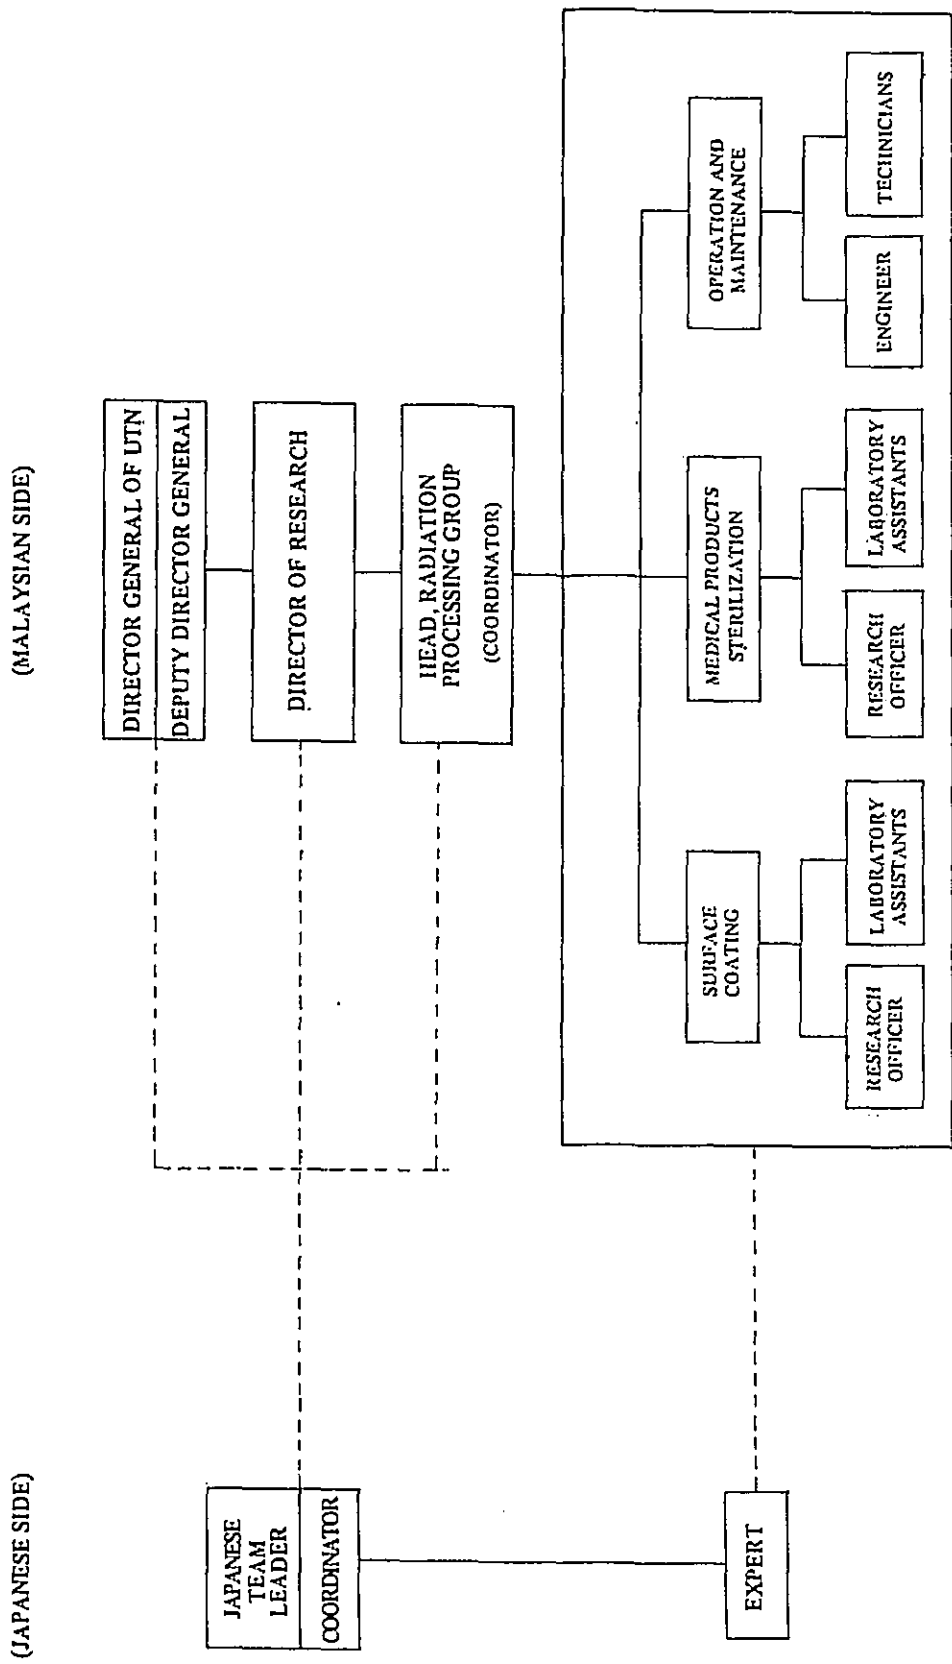 (JAPANESE SIDE)
(MALAYSIAN SIDE)
JAPANESE
TEAM
LEADER
COORDINATOR
EXPERT
DIRECTOR GENERAL OF UTN
DEPUTY DIRECTOR GENERAL
DIRECTOR OF RESEARCH
HEAD, RADIATION
PROCESSING GROUP
(COORDINATOR)
SURFACE
COATING
MEDICAL PRODUCTS
STERILIZATION
OPERATION AND
MAINTENANCE
RESEARCH
OFFICER
LABORATORY
ASSISTANTS
RESEARCH
OFFICER
LABORATORY
ASSISTANTS
ENGINEER
TECHNICIANS